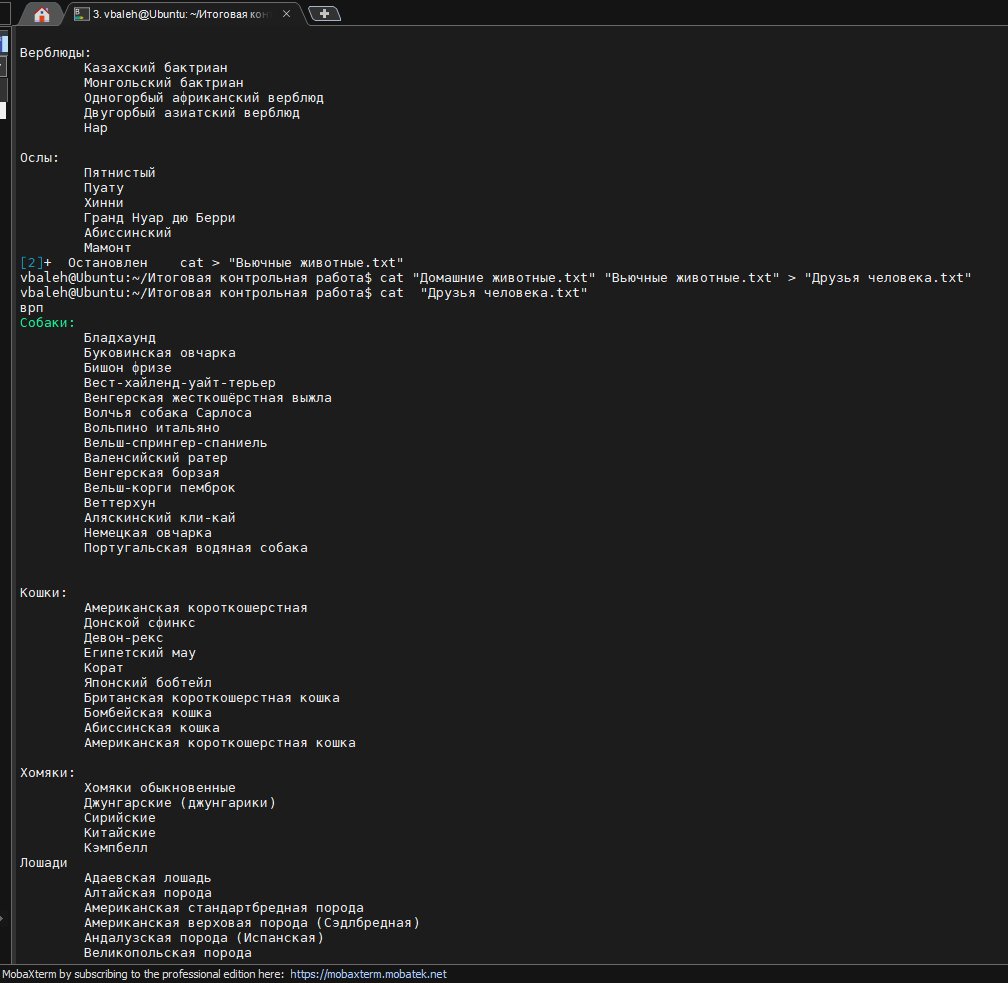 3. vbaleh@Ubuntu: ~/Итоговая кон
Верблюды:
Казахский бактриан
Монгольский бактриан
Одногорбый африканский верблюд
Двугорбый азиатский верблюд
Нар
Ослы:
Пятнистый
Пуату
Хинни
Гранд Нуар дю Берри
Абиссинский
Мамонт
[2]+  Остановлен    cat > "Вьючные животные.txt"
vbaleh@Ubuntu:~/Итоговая контрольная работа$ cat "Домашние животные.txt" "Вьючные животные.txt" > "Друзья человека.txt"
vbaleh@Ubuntu:~/Итоговая контрольная работа$ cat  "Друзья человека.txt"
врп
Собаки:
Бладхаунд
Буковинская овчарка
Бишон фризе
Вест-хайленд-уайт-терьер
Венгерская жесткошёрстная выжла
Волчья собака Сарлоса
Вольпино итальяно
Вельш-спрингер-спаниель
Валенсийский ратер
Венгерская борзая
Вельш-корги пемброк
Веттерхун
Аляскинский кли-кай
Немецкая овчарка
Португальская водяная собака
Кошки:
Американская короткошерстная
Донской сфинкс
Девон-рекс
Египетский мау
Корат
Японский бобтейл
Британская короткошерстная кошка
Бомбейская кошка
Абиссинская кошка
Американская короткошерстная кошка
Хомяки:
Хомяки обыкновенные
Джунгарские (джунгарики)
Сирийские
Китайские
Кэмпбелл
Лошади
Адаевская лошадь
Алтайская порода
Американская стандартбредная порода
Американская верховая порода (Сэдлбредная)
Андалузская порода (Испанская)
Великопольская порода
MobaXterm by subscribing to the professional edition here: https://mobaxterm.mobatek.net